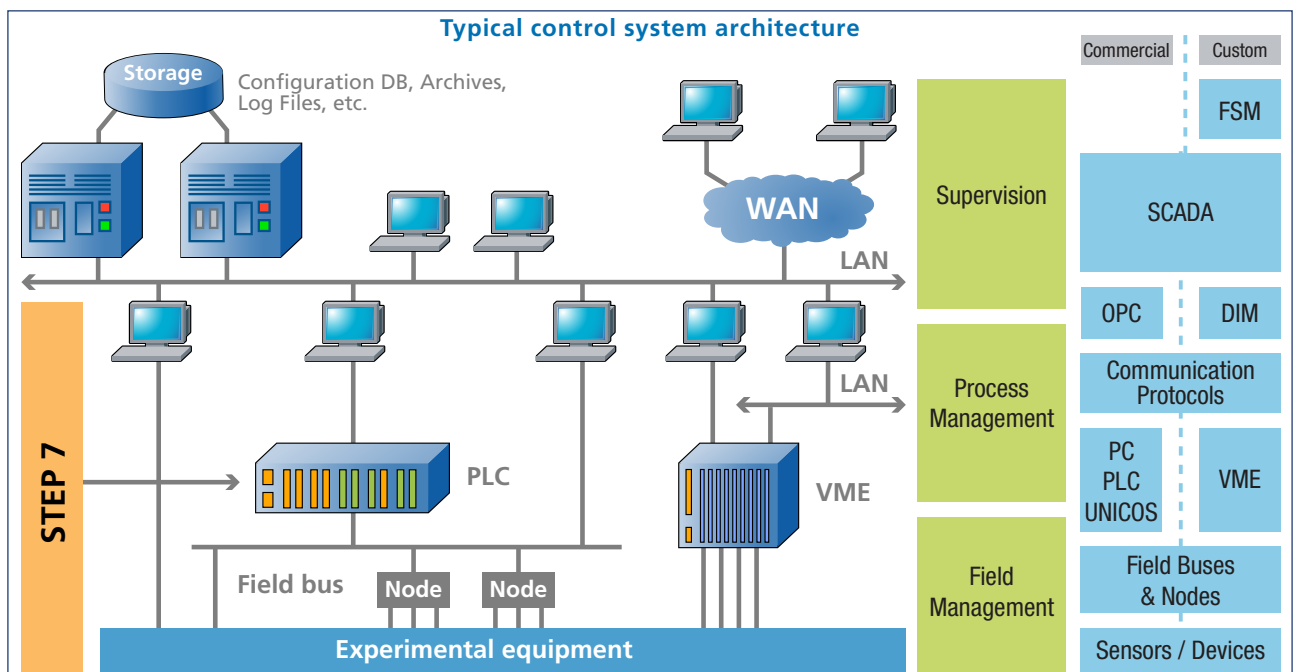 Typical control system architecture
Commercial
Custom
Storage
Configuration DB, Archives,
Log Files, etc.
FSM
WAN
Supervision
SCADA
LAN
OPC
DIM
LAN
Communication
Protocols
Process
Management
STEP 7
PLC
VME
PC
PLC
UNICOS
VME
Field bus
Node
Node
Field
Management
Field Buses
& Nodes
Experimental equipment
Sensors / Devices